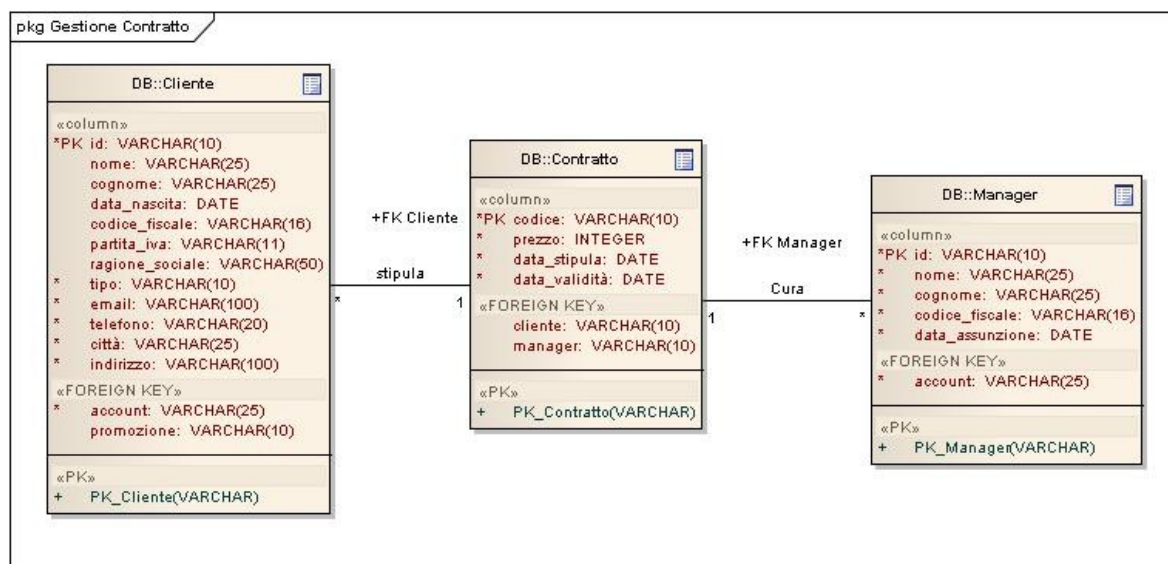 pkg Gestione Contratto
DB::Cliente
«column»
*PK id: VARCHAR(10)
nome: VARCHAR(25)
cognome: VARCHAR(25)
data_nascita: DATE
codice_fiscale: VARCHAR(16)
partita_iva: VARCHAR(11)
ragione_sociale: VARCHAR(50)
* tipo: VARCHAR(10)
* email: VARCHAR(100)
* telefono: VARCHAR(20)
* città: VARCHAR(25)
* indirizzo: VARCHAR(100)
«FOREIGN KEY»
* account: VARCHAR(25)
promozione: VARCHAR(10)
«PK»
+ PK_Cliente(VARCHAR)
+FK Cliente
stipula
* 1
DB::Contratto
«column»
*PK codice: VARCHAR(10)
* prezzo: INTEGER
* data_stipula: DATE
* data_validità: DATE
«FOREIGN KEY»
cliente: VARCHAR(10)
manager: VARCHAR(10)
«PK»
+ PK_Contratto(VARCHAR)
+FK Manager
Cura
1 *
DB::Manager
«column»
*PK id: VARCHAR(10)
* nome: VARCHAR(25)
* cognome: VARCHAR(25)
* codice_fiscale: VARCHAR(16)
* data_assunzione: DATE
«FOREIGN KEY»
* account: VARCHAR(25)
«PK»
+ PK_Manager(VARCHAR)